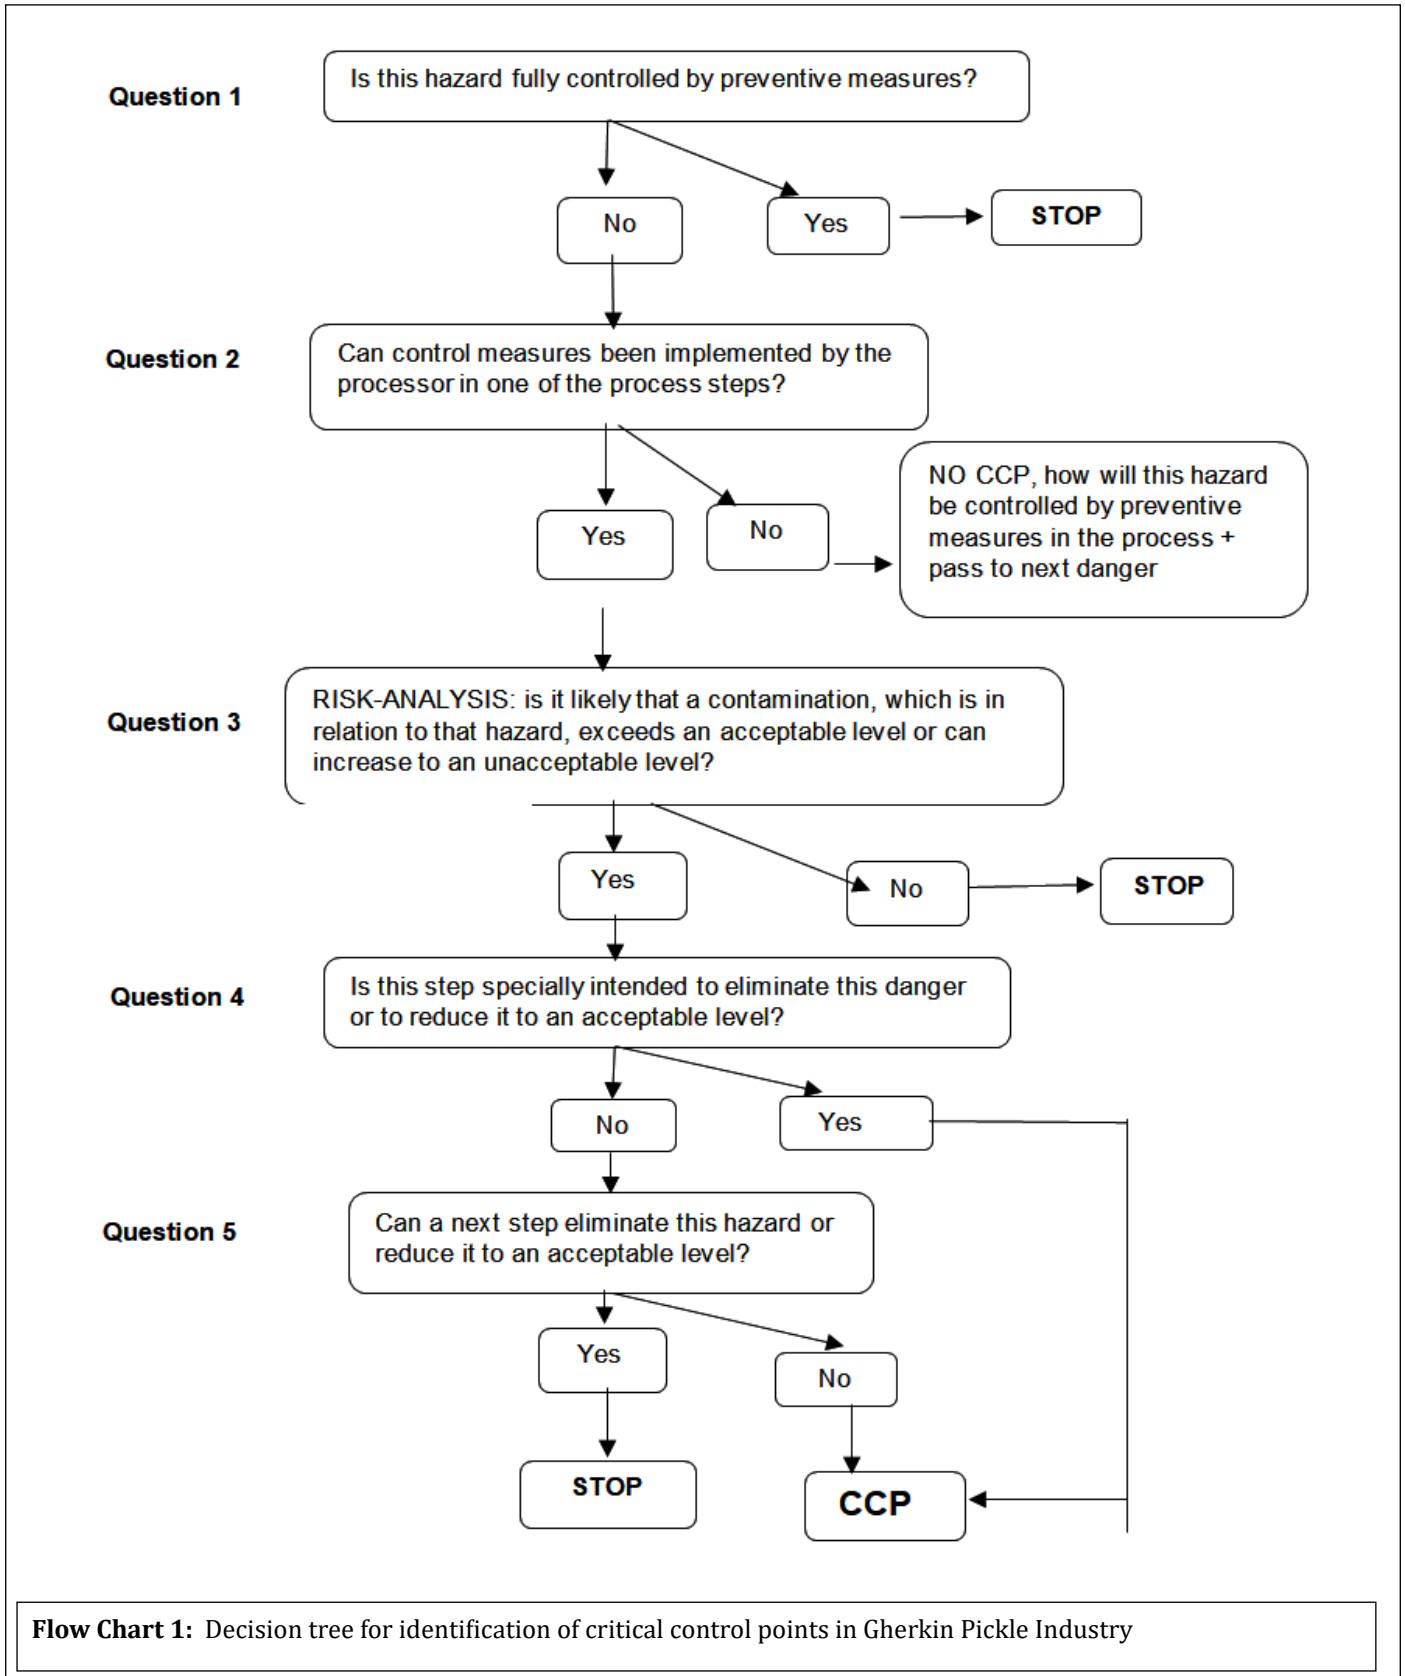 Question 1
Is this hazard fully controlled by preventive measures?
No
Yes
STOP
Question 2
Can control measures been implemented by the
processor in one of the process steps?
Yes
No
NO CCP, how will this hazard
be controlled by preventive
measures in the process +
pass to next danger
Question 3
RISK-ANALYSIS: is it likely that a contamination, which is in
relation to that hazard, exceeds an acceptable level or can
increase to an unacceptable level?
Yes
No
STOP
Question 4
Is this step specially intended to eliminate this danger
or to reduce it to an acceptable level?
No
Yes
Question 5
Can a next step eliminate this hazard or
reduce it to an acceptable level?
Yes
No
STOP
CCP
Flow Chart 1: Decision tree for identification of critical control points in Gherkin Pickle Industry